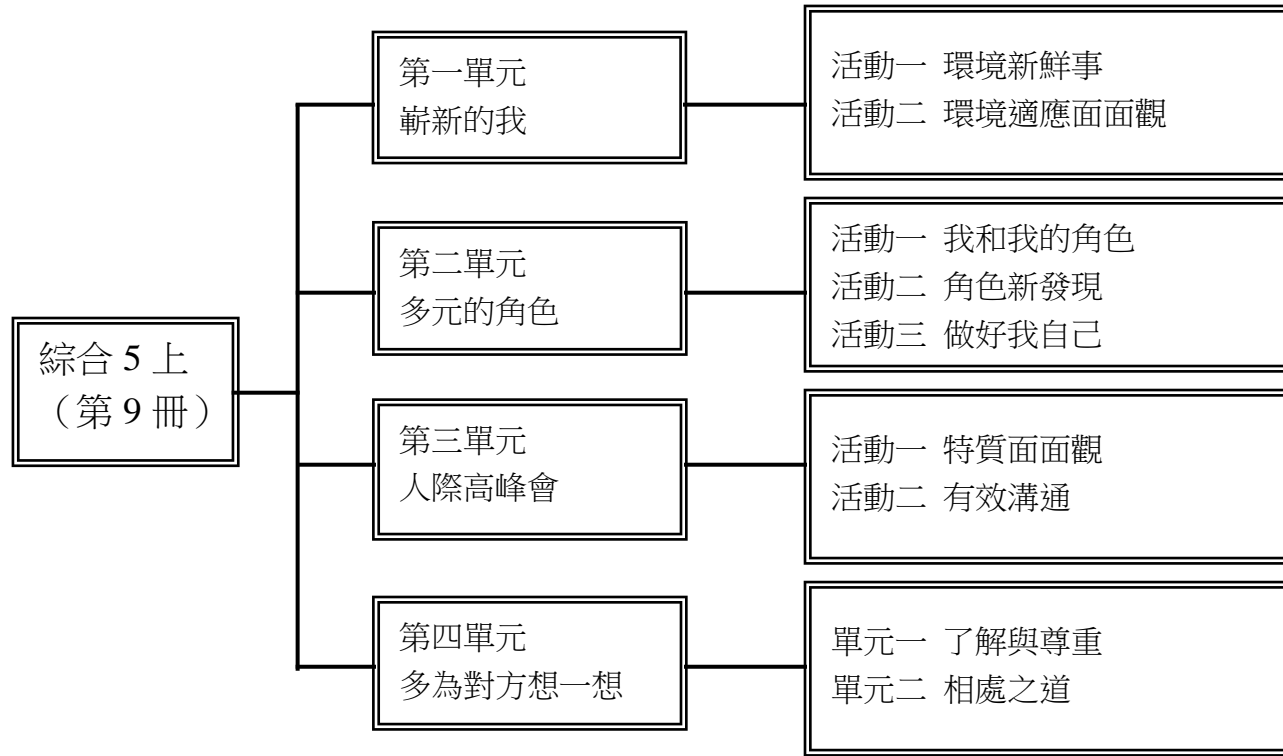 綜合 5 上
（第 9 冊）
第一單元
嶄新的我
活動一 環境新鮮事
活動二 環境適應面面觀
第二單元
多元的角色
活動一 我和我的角色
活動二 角色新發現
活動三 做好我自己
第三單元
人際高峰會
活動一 特質面面觀
活動二 有效溝通
第四單元
多為對方想一想
單元一 了解與尊重
單元二 相處之道